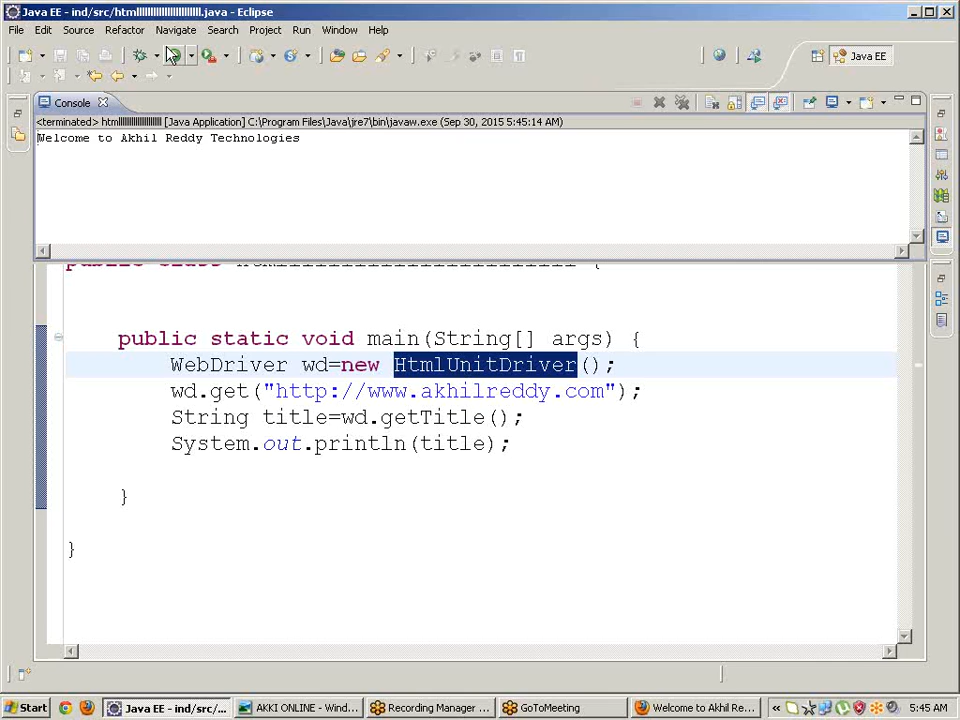 Java EE - ind/src/htmlllllllllllllllllllllll.java - Eclipse
File Edit Source Refactor Navigate Search Project Run Window Help
Java EE
Console
<terminated> htmlllllllllllllllllllllll [Java Application] C:\Program Files\Java\jre7\bin\javaw.exe (Sep 30, 2015 5:45:14 AM)
Welcome to Akhil Reddy Technologies
public static void main(String[] args) {
WebDriver wd=new HtmlUnitDriver();
wd.get("http://www.akhilreddy.com");
String title=wd.getTitle();
System.out.println(title);
}
}
Start Java EE - ind/src/... AKKI ONLINE - Wind... Recording Manager ... GoToMeeting Welcome to Akhil Re... « 5:45 AM